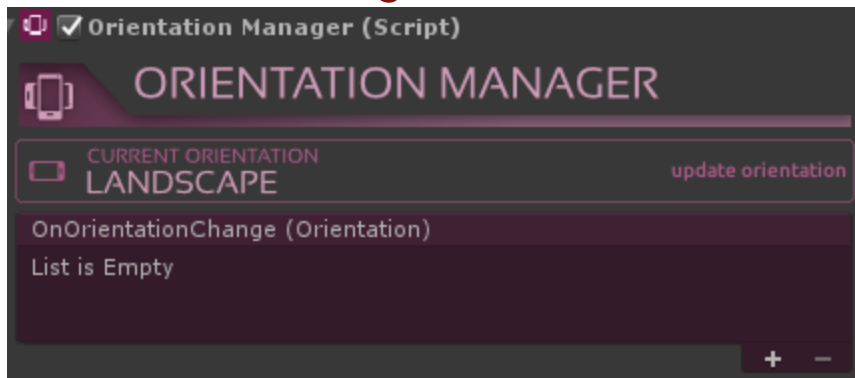 Orientation Manager (Script)
ORIENTATION MANAGER
CURRENT ORIENTATION
LANDSCAPE
update orientation
OnOrientationChange (Orientation)
List is Empty
+ −